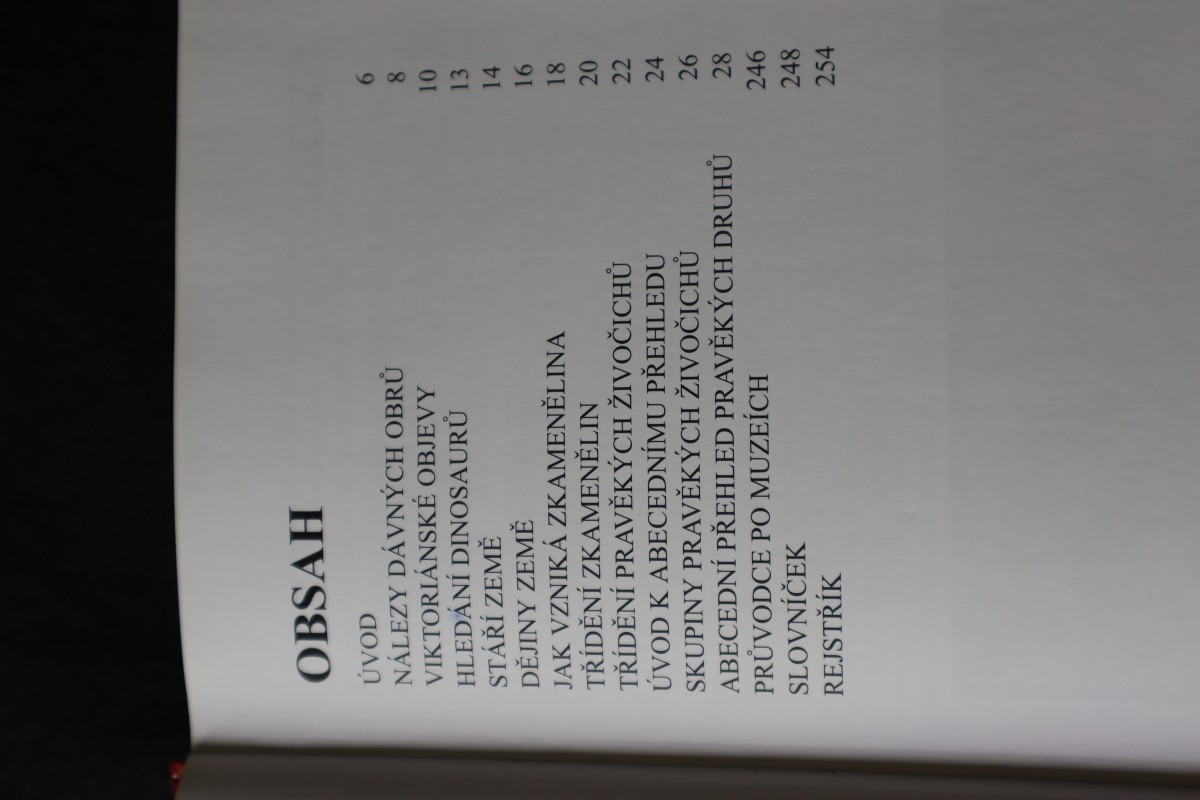 OBSAH
ÚVOD 6
NÁLEZY DÁVNÝCH OBRŮ 8
VIKTORIÁNSKÉ OBJEVY 10
HLEDÁNÍ DINOSAURŮ 13
STÁŘÍ ZEMĚ 14
DĚJINY ZEMĚ 16
JAK VZNIKÁ ZKAMENĚLINA 18
TŘÍDĚNÍ ZKAMENĚLIN 20
TŘÍDĚNÍ PRAVĚKÝCH ŽIVOČICHŮ 22
ÚVOD K ABECEDNÍMU PŘEHLEDU 24
SKUPINY PRAVĚKÝCH ŽIVOČICHŮ 26
ABECEDNÍ PŘEHLED PRAVĚKÝCH DRUHŮ 28
PRŮVODCE PO MUZEÍCH 246
SLOVNÍČEK 248
REJSTŘÍK 254